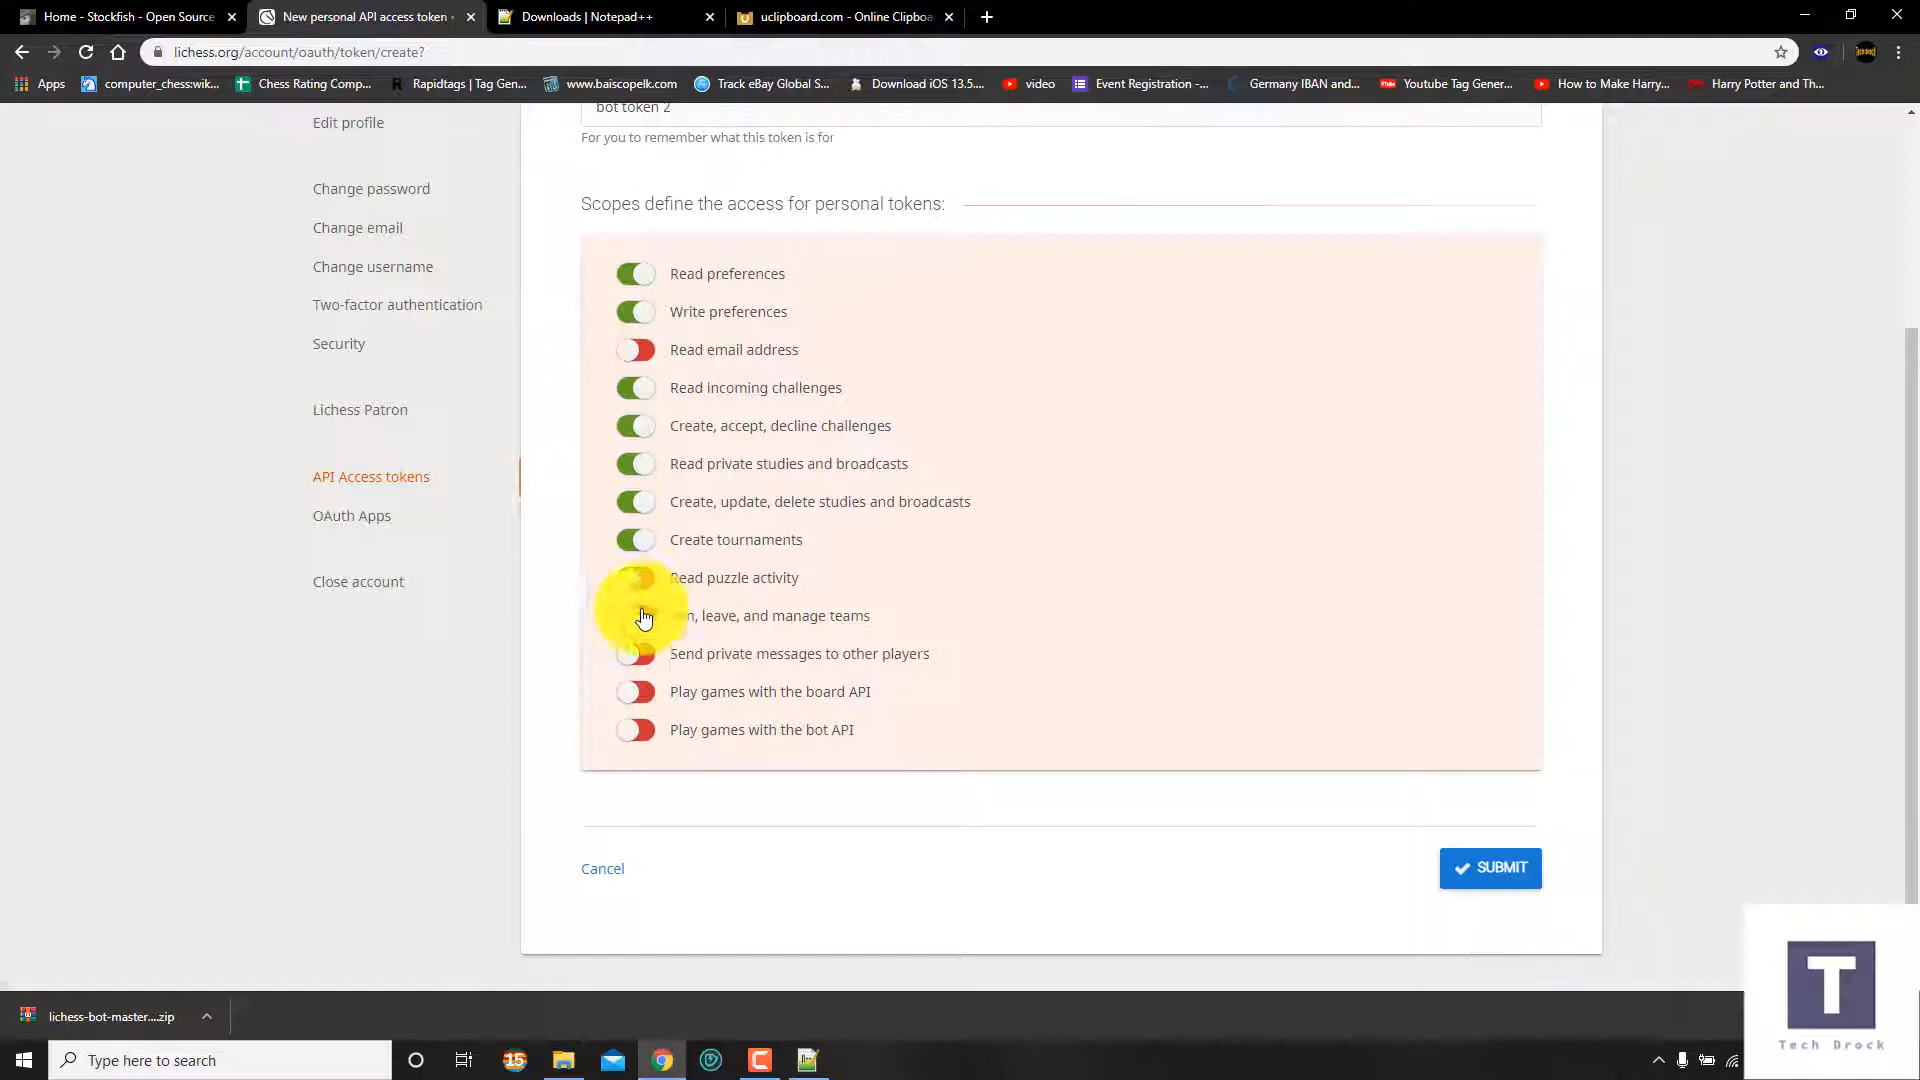 Home - Stockfish - Open Source
New personal API access token
Downloads | Notepad++
uclipboard.com - Online Clipboa
lichess.org/account/oauth/token/create?
Apps
computer_chess:wik...
Chess Rating Comp...
Rapidtags | Tag Gen...
www.baiscopelk.com
Track eBay Global S...
Download iOS 13.5....
video
Event Registration -...
Germany IBAN and...
Youtube Tag Gener...
How to Make Harry...
Harry Potter and Th...
bot token 2
For you to remember what this token is for
Edit profile
Change password
Change email
Change username
Two-factor authentication
Security
Lichess Patron
API Access tokens
OAuth Apps
Close account
Scopes define the access for personal tokens:
Read preferences
Write preferences
Read email address
Read incoming challenges
Create, accept, decline challenges
Read private studies and broadcasts
Create, update, delete studies and broadcasts
Create tournaments
Read puzzle activity
leave, and manage teams
Send private messages to other players
Play games with the board API
Play games with the bot API
Cancel
SUBMIT
T
Tech Drock
lichess-bot-master....zip
Type here to search
15